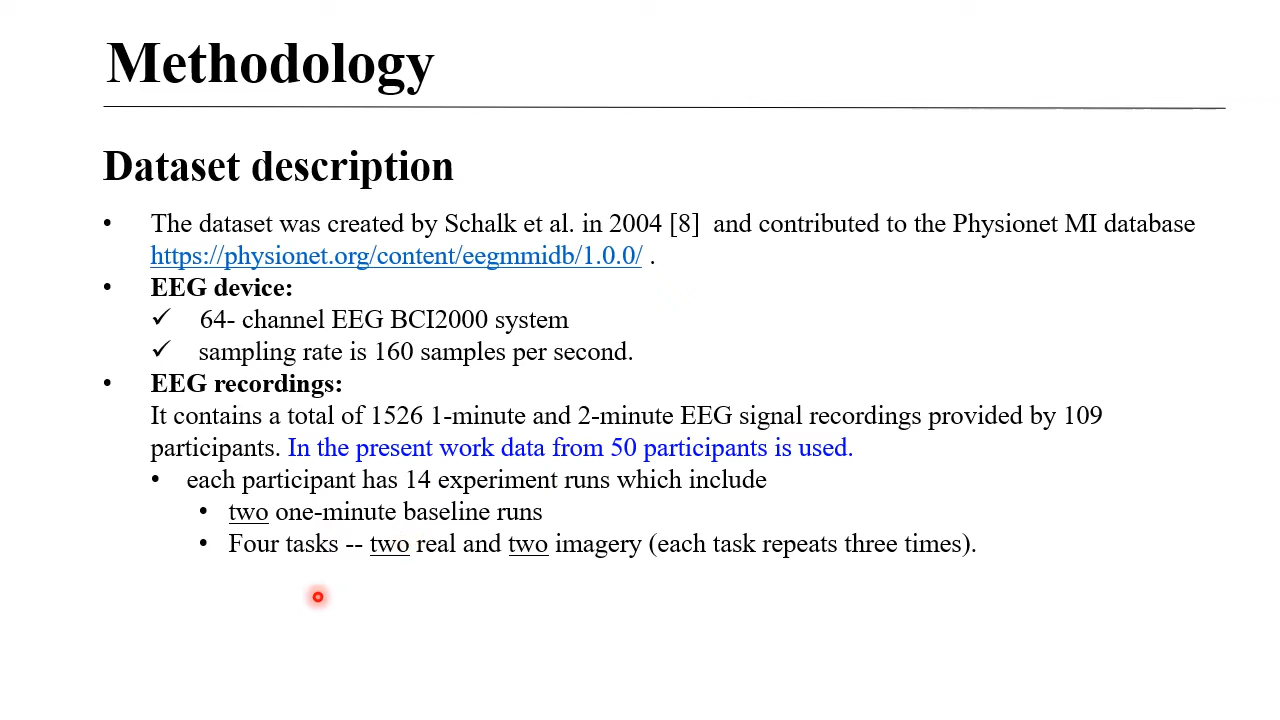 Methodology
Dataset description
• The dataset was created by Schalk et al. in 2004 [8]  and contributed to the Physionet MI database
https://physionet.org/content/eegmmidb/1.0.0/ .
• EEG device:
✓ 64- channel EEG BCI2000 system
✓ sampling rate is 160 samples per second.
• EEG recordings:
It contains a total of 1526 1-minute and 2-minute EEG signal recordings provided by 109
participants. In the present work data from 50 participants is used.
• each participant has 14 experiment runs which include
• two one-minute baseline runs
• Four tasks -- two real and two imagery (each task repeats three times).